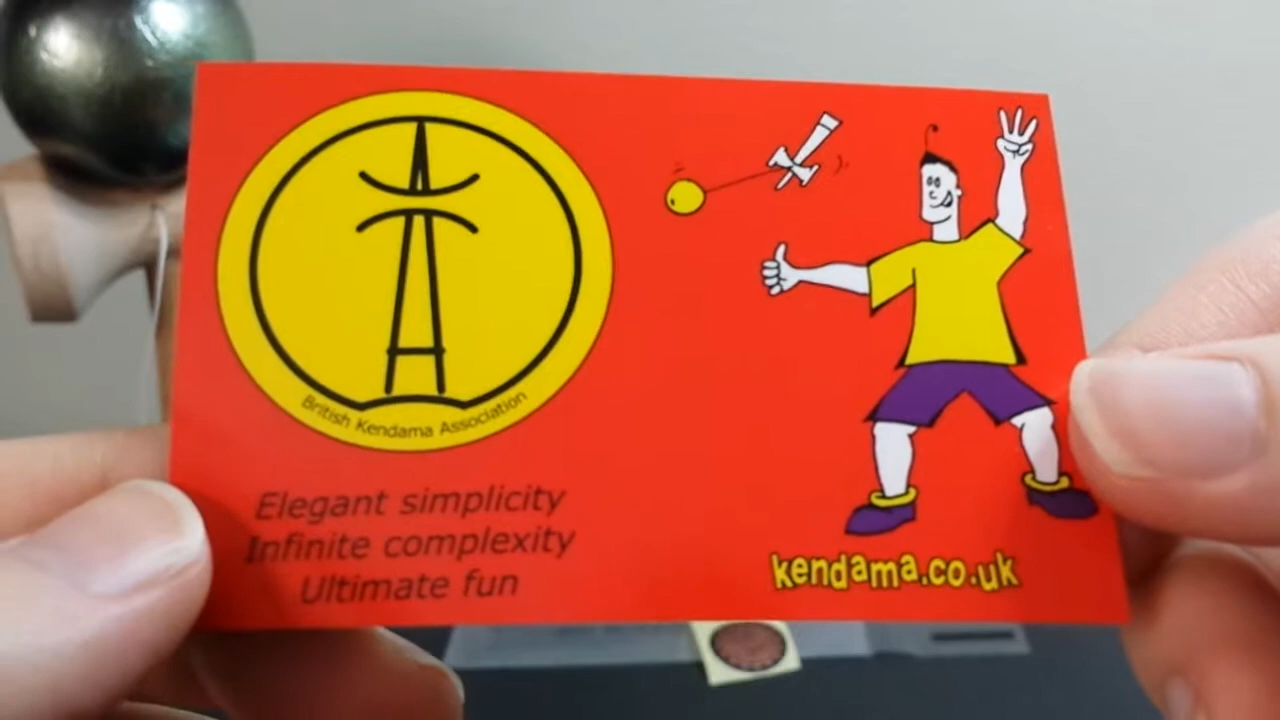 British Kendama Association
Elegant simplicity
Infinite complexity
Ultimate fun
kendama.co.uk